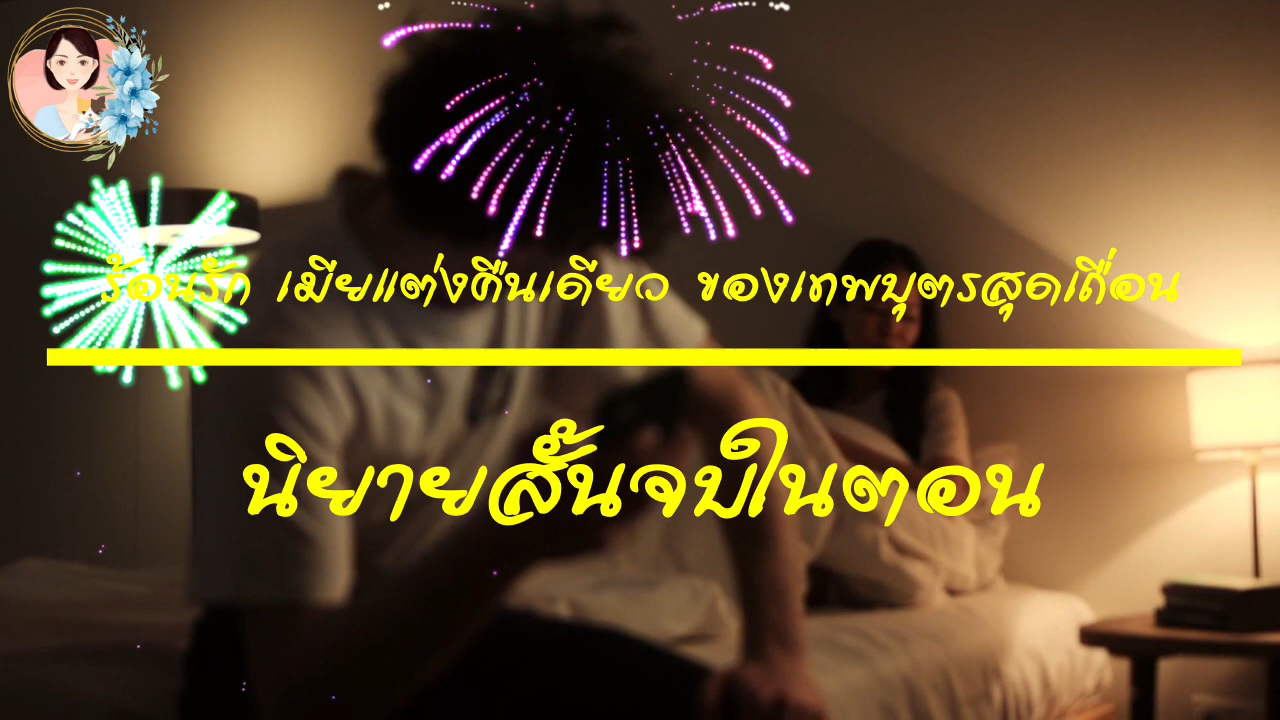 ร้อนรัก เมียแต่งคืนเดียว ของเทพบุตรสุดเถื่อน
นิยายสั้นจบในตอน